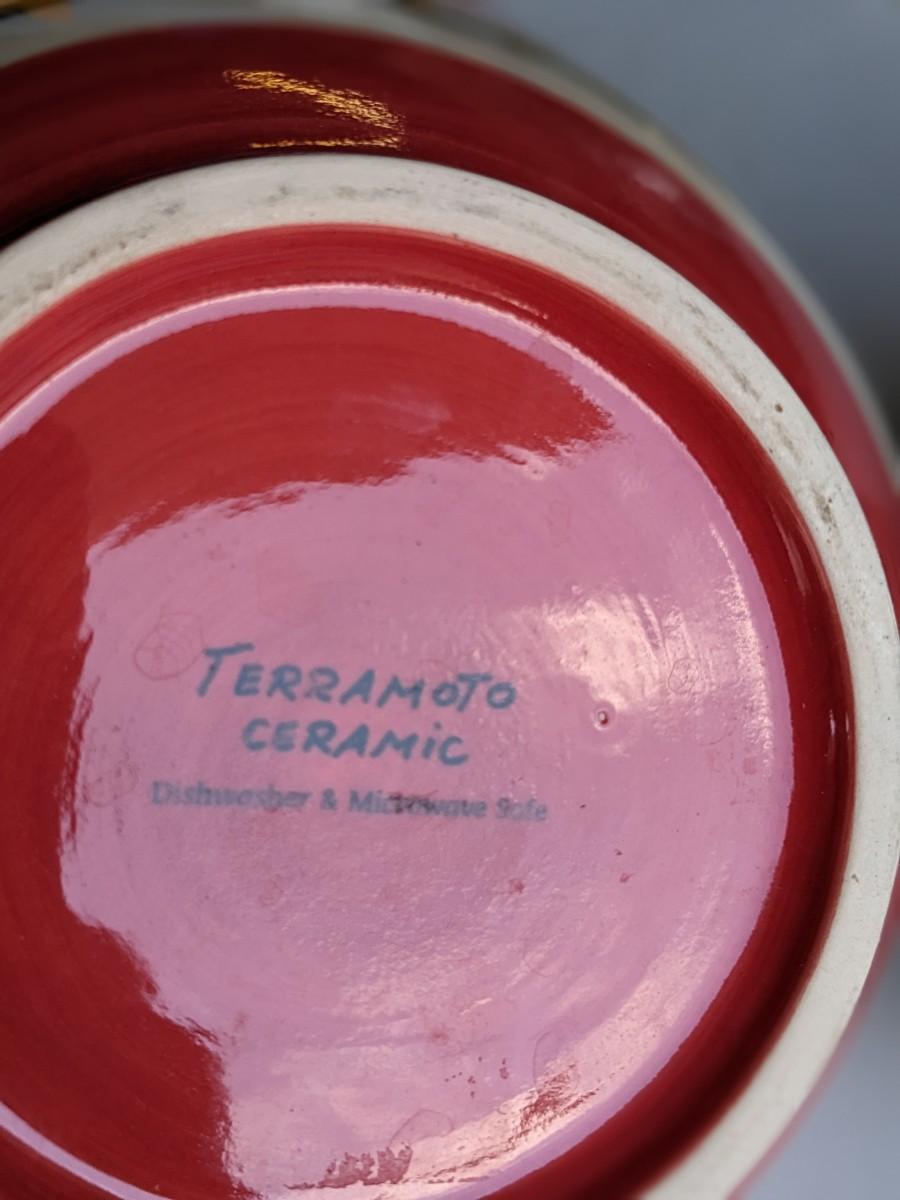 TERRAMOTO
CERAMiC
Dishwasher & Microwave Safe